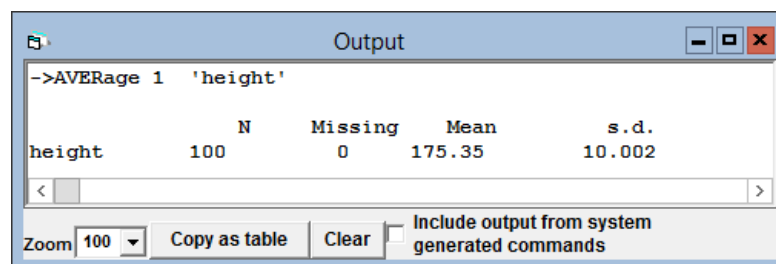 Output
->AVERage 1 'height'
N Missing Mean s.d.
height 100 0 175.35 10.002
Zoom 100 Copy as table Clear Include output from system
generated commands